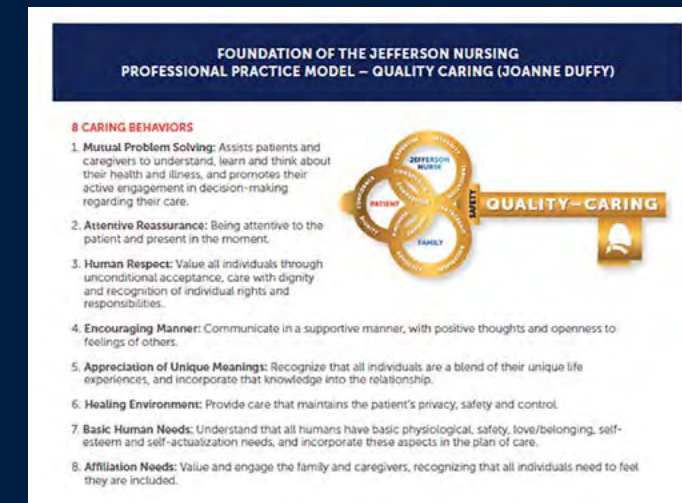 FOUNDATION OF THE JEFFERSON NURSING
PROFESSIONAL PRACTICE MODEL – QUALITY CARING (JOANNE DUFFY)
8 CARING BEHAVIORS
1. Mutual Problem Solving: Assists patients and
caregivers to understand, learn and think about
their health and illness, and promotes their
active engagement in decision-making
regarding their care.
2. Attentive Reassurance: Being attentive to the
patient and present in the moment.
3. Human Respect: Value all individuals through
unconditional acceptance, care with dignity
and recognition of individual rights and
responsibilities.
JEFFERSON
NURSE
PATIENT
FAMILY
SAFETY
QUALITY–CARING
4. Encouraging Manner: Communicate in a supportive manner, with positive thoughts and openness to
feelings of others.
5. Appreciation of Unique Meanings: Recognize that all individuals are a blend of their unique life
experiences, and incorporate that knowledge into the relationship.
6. Healing Environment: Provide care that maintains the patient's privacy, safety and control.
7. Basic Human Needs: Understand that all humans have basic physiological, safety, love/belonging, self-
esteem and self-actualization needs, and incorporate these aspects in the plan of care.
8. Affiliation Needs: Value and engage the family and caregivers, recognizing that all individuals need to feel
they are included.